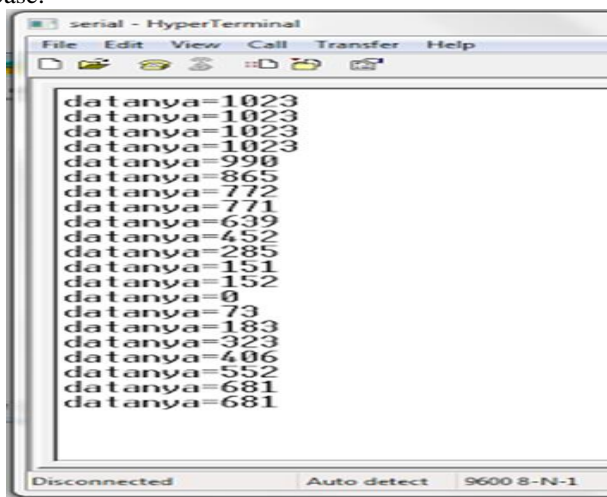 serial - HyperTerminal
File Edit View Call Transfer Help
datanya=1023
datanya=1023
datanya=1023
datanya=1023
datanya=990
datanya=865
datanya=772
datanya=771
datanya=639
datanya=452
datanya=285
datanya=151
datanya=152
datanya=0
datanya=73
datanya=183
datanya=323
datanya=406
datanya=552
datanya=681
datanya=681
Disconnected Auto detect 9600 8-N-1